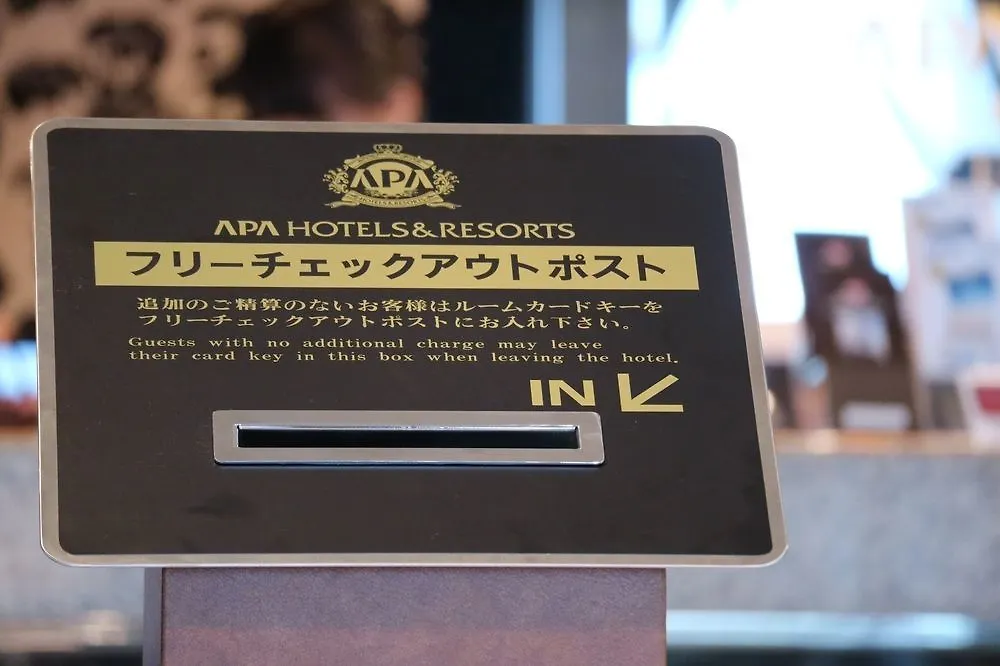 APA
HOTELS & RESORTS
APA HOTELS&RESORTS
フリーチェックアウトポスト
追加のご精算のないお客様はルームカードキーを
フリーチェックアウトポストにお入れ下さい。
Guests with no additional charge may leave
their card key in this box when leaving the hotel.
IN